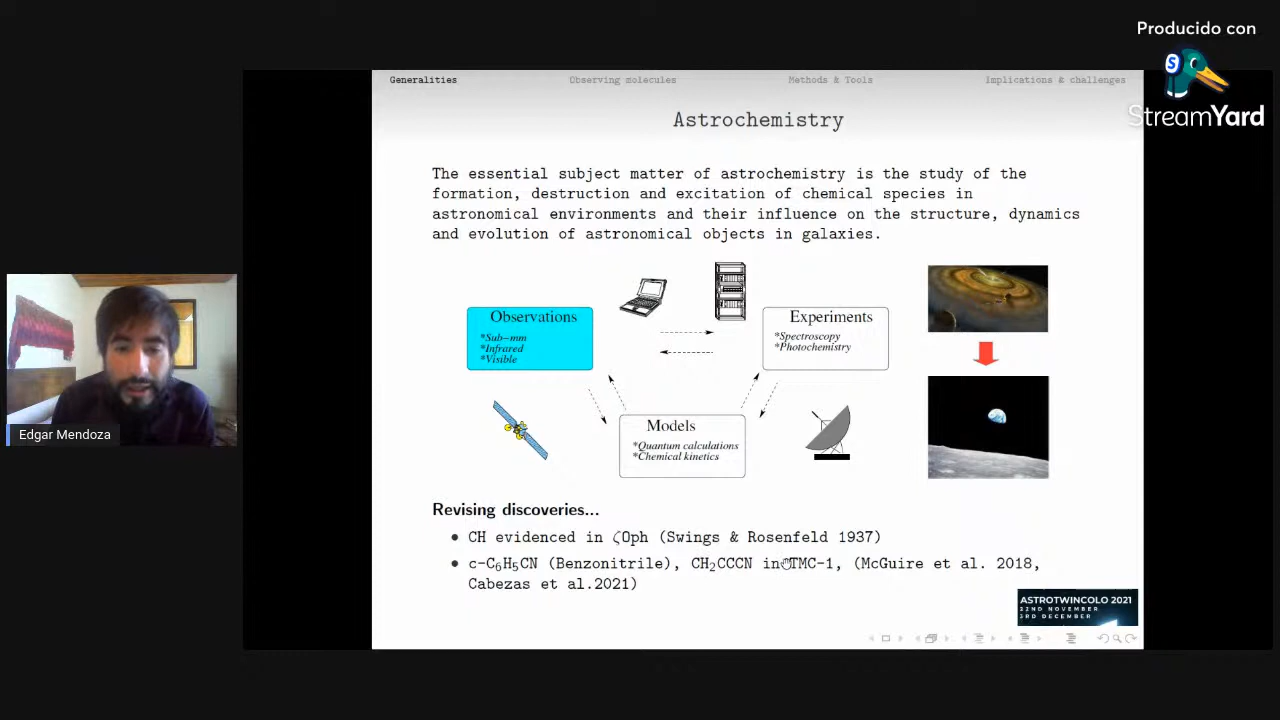 Producido con
StreamYard
Generalities Observing molecules Methods & Tools Implications & challenges
Astrochemistry
The essential subject matter of astrochemistry is the study of the
formation, destruction and excitation of chemical species in
astronomical environments and their influence on the structure, dynamics
and evolution of astronomical objects in galaxies.
Observations
*Sub-mm
*Infrared
*Visible
Experiments
*Spectroscopy
*Photochemistry
Models
*Quantum calculations
*Chemical kinetics
Edgar Mendoza
Revising discoveries...
• CH evidenced in ζOph (Swings & Rosenfeld 1937)
• c-C₆H₅CN (Benzonitrile), CH₂CCCN in TMC-1, (McGuire et al. 2018,
Cabezas et al.2021)
ASTROTWINCOLO 2021
22ND NOVEMBER
3RD DECEMBER